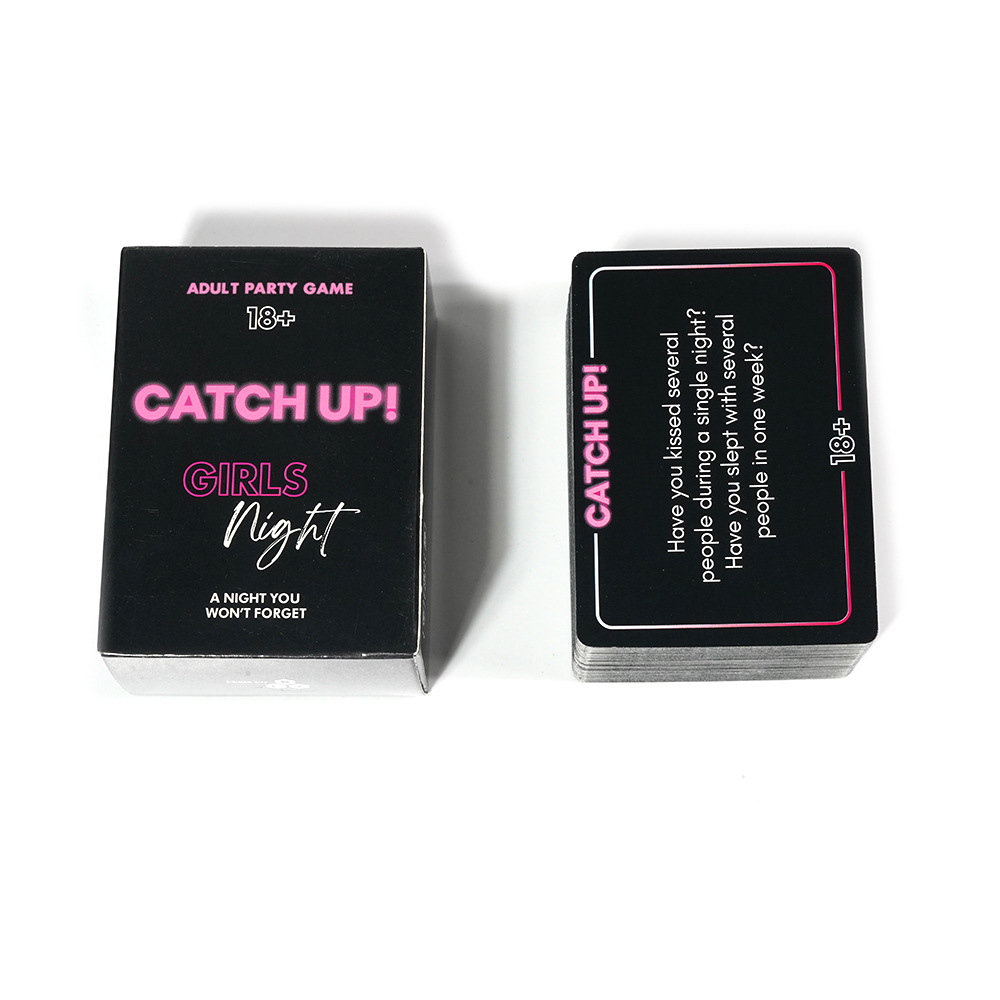 ADULT PARTY GAME
18+
CATCH UP!
GIRLS
Night
A NIGHT YOU
WON'T FORGET
CATCH UP!
Have you kissed several
people during a single night?
Have you slept with several
people in one week?
18+